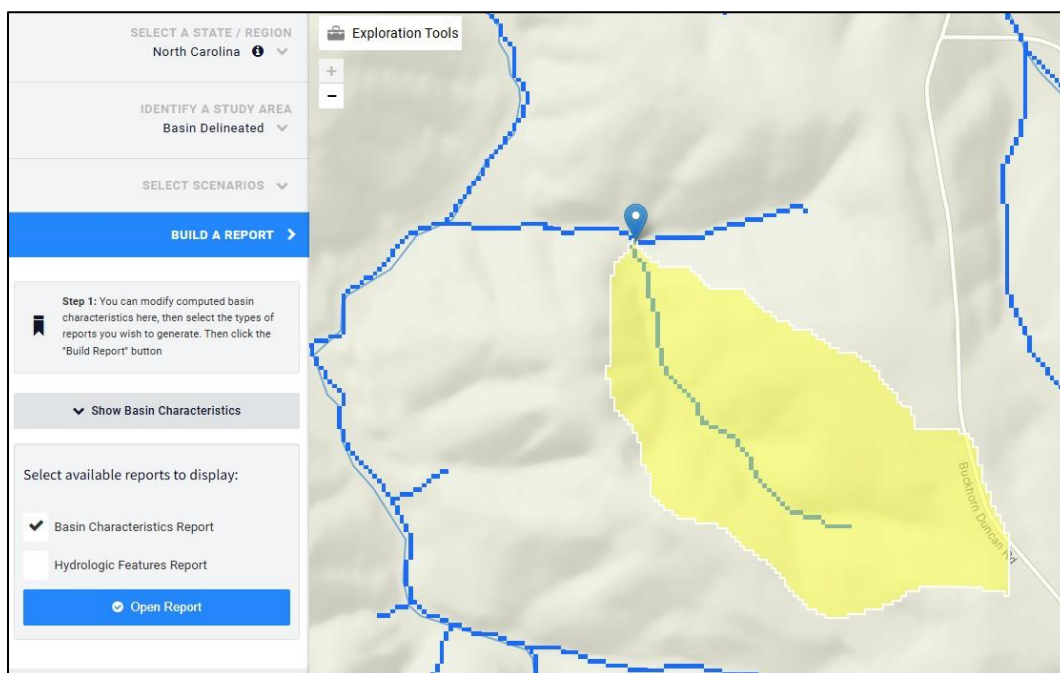 SELECT A STATE / REGION
North Carolina
IDENTIFY A STUDY AREA
Basin Delineated
SELECT SCENARIOS
BUILD A REPORT
Step 1: You can modify computed basin
characteristics here, then select the types of
reports you wish to generate. Then click the
"Build Report" button
Show Basin Characteristics
Select available reports to display:
Basin Characteristics Report
Hydrologic Features Report
Open Report
Exploration Tools
+
−
Buckhorn Duncan Rd